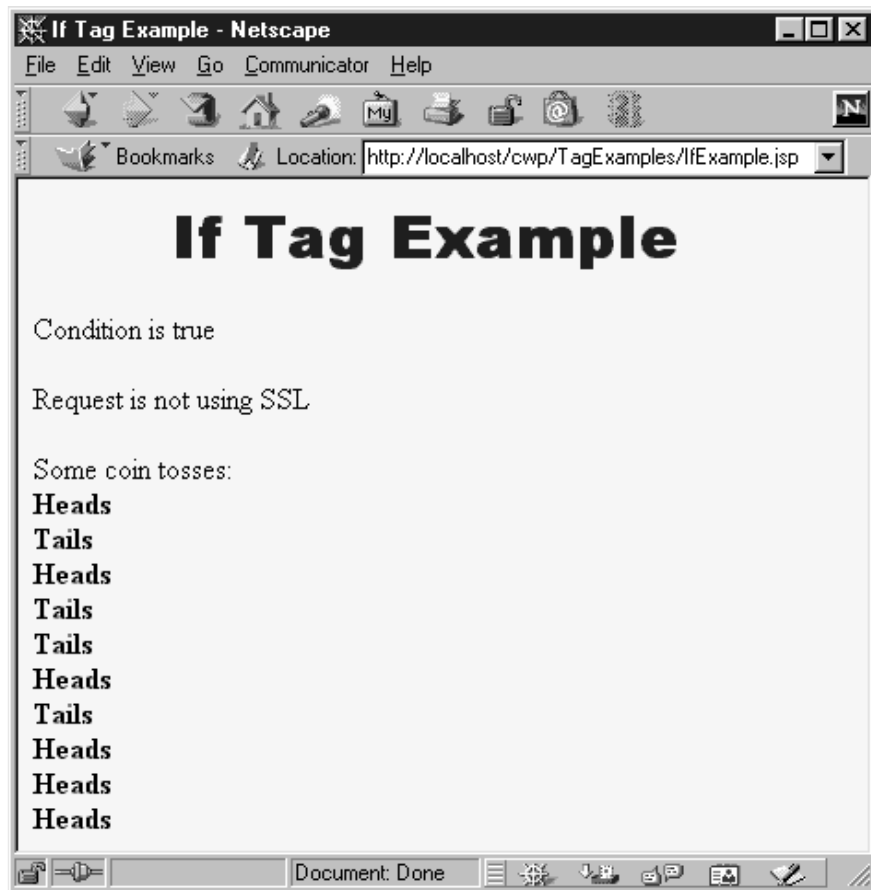 If Tag Example - Netscape
File Edit View Go Communicator Help
My
N
Bookmarks Location: http://localhost/cwp/TagExamples/IfExample.jsp
If Tag Example
Condition is true
Request is not using SSL
Some coin tosses:
Heads
Tails
Heads
Tails
Tails
Heads
Tails
Heads
Heads
Heads
Document: Done